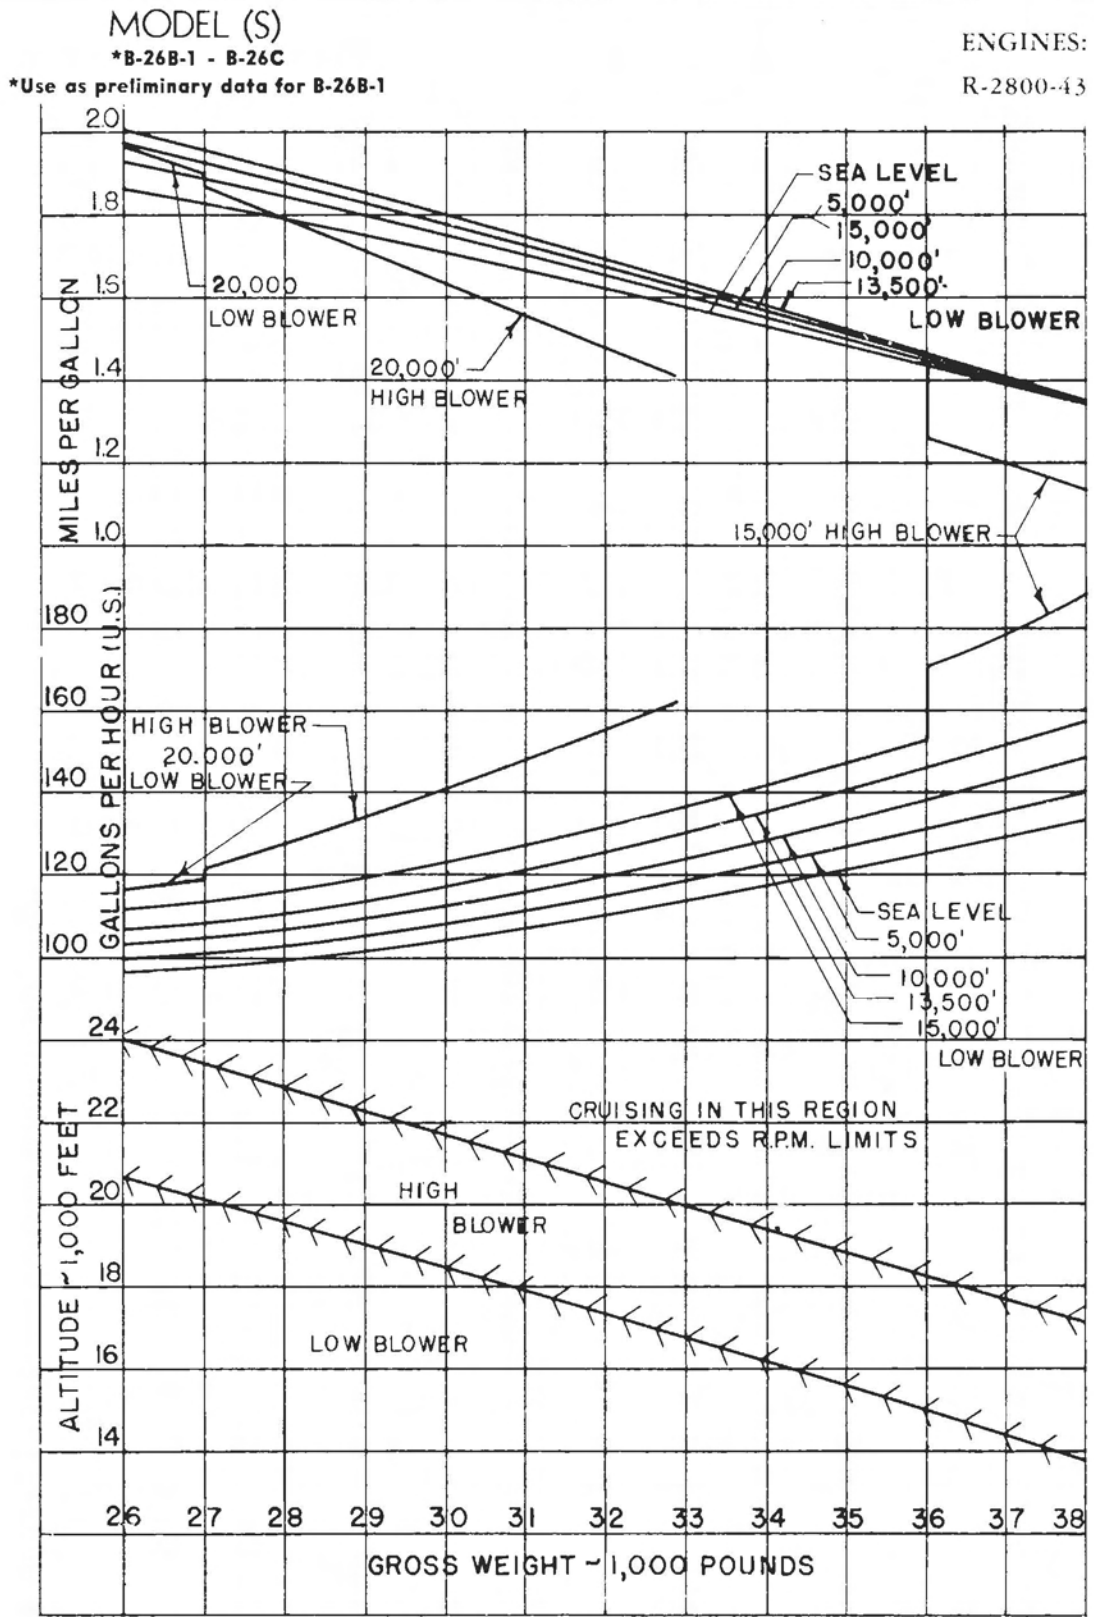 MODEL (S)
*B-26B-1 - B-26C
*Use as preliminary data for B-26B-1
ENGINES:
R-2800-43
MILES PER GALLON
2.0
1.8
1.6
1.4
1.2
1.0
SEA LEVEL
5,000'
15,000'
10,000'
13,500'
LOW BLOWER
20,000
LOW BLOWER
20,000'
HIGH BLOWER
15,000' HIGH BLOWER
GALLONS PER HOUR (U.S.)
180
160
140
120
100
HIGH BLOWER
20.000'
LOW BLOWER
SEA LEVEL
5,000'
10,000'
13,500'
15,000'
LOW BLOWER
ALTITUDE ~ 1,000 FEET
24
22
20
18
16
14
CRUISING IN THIS REGION
EXCEEDS R.P.M. LIMITS
HIGH
BLOWER
LOW BLOWER
26 27 28 29 30 31 32 33 34 35 36 37 38
GROSS WEIGHT ~ 1,000 POUNDS